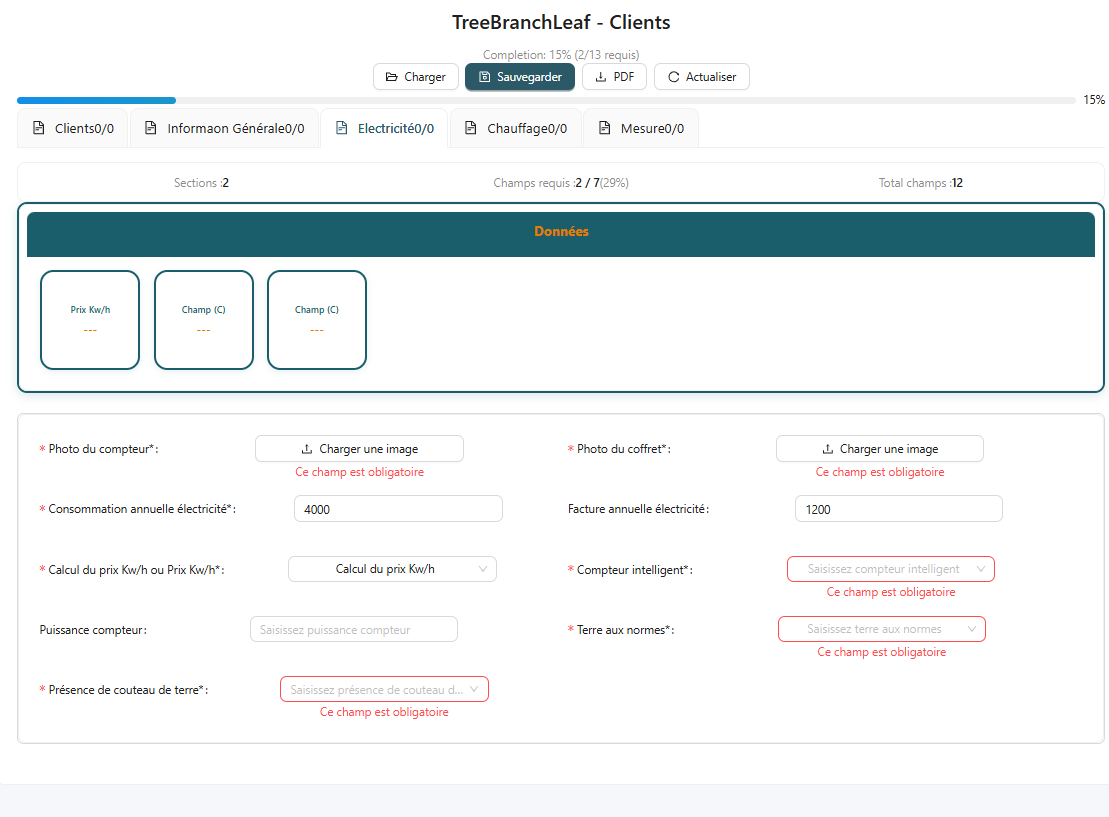 TreeBranchLeaf - Clients
Completion: 15% (2/13 requis)
Charger Sauvegarder PDF Actualiser
15%
Clients0/0 Informaon Générale0/0 Electricité0/0 Chauffage0/0 Mesure0/0
Sections :2 Champs requis :2 / 7(29%) Total champs :12
Données
Prix Kw/h Champ (C) Champ (C)
--- --- ---
* Photo du compteur*: Charger une image * Photo du coffret*: Charger une image
Ce champ est obligatoire Ce champ est obligatoire
* Consommation annuelle électricité*: 4000 Facture annuelle électricité: 1200
* Calcul du prix Kw/h ou Prix Kw/h*: Calcul du prix Kw/h * Compteur intelligent*: Saisissez compteur intelligent
Ce champ est obligatoire
Puissance compteur: Saisissez puissance compteur * Terre aux normes*: Saisissez terre aux normes
Ce champ est obligatoire
* Présence de couteau de terre*: Saisissez présence de couteau d...
Ce champ est obligatoire